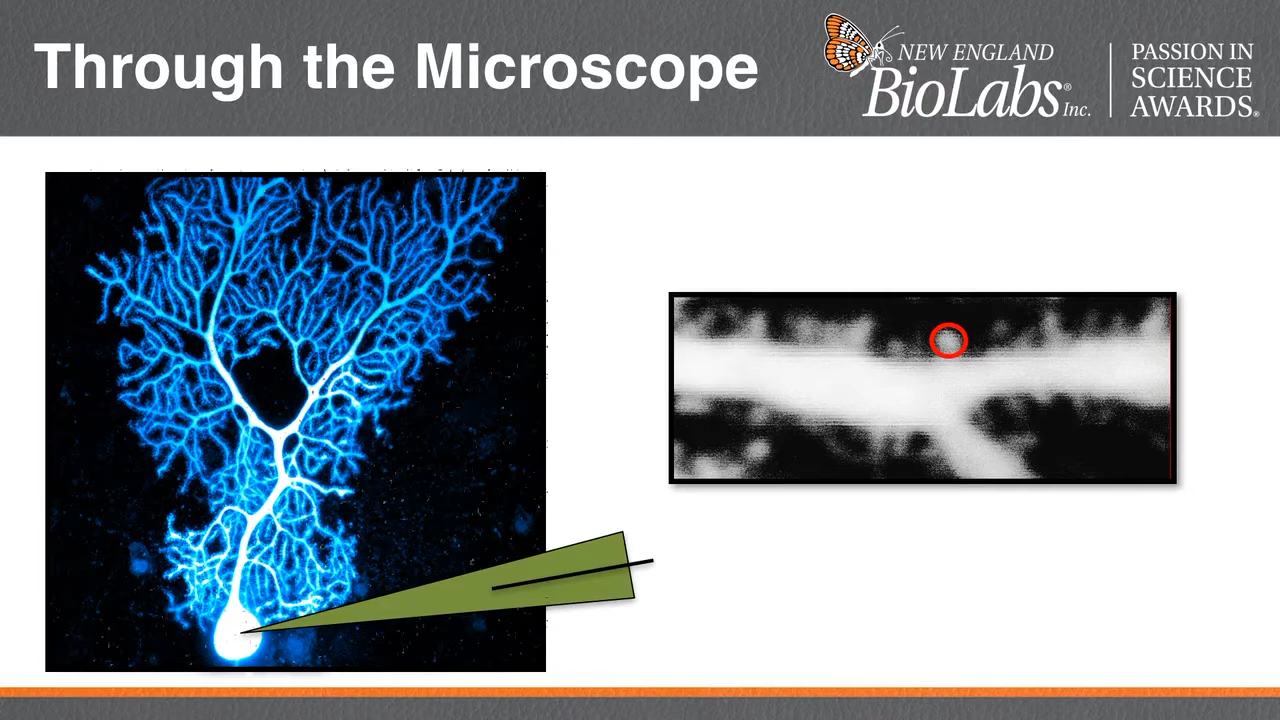 Through the Microscope
NEW ENGLAND
BioLabs® Inc.
PASSION IN
SCIENCE
AWARDS®